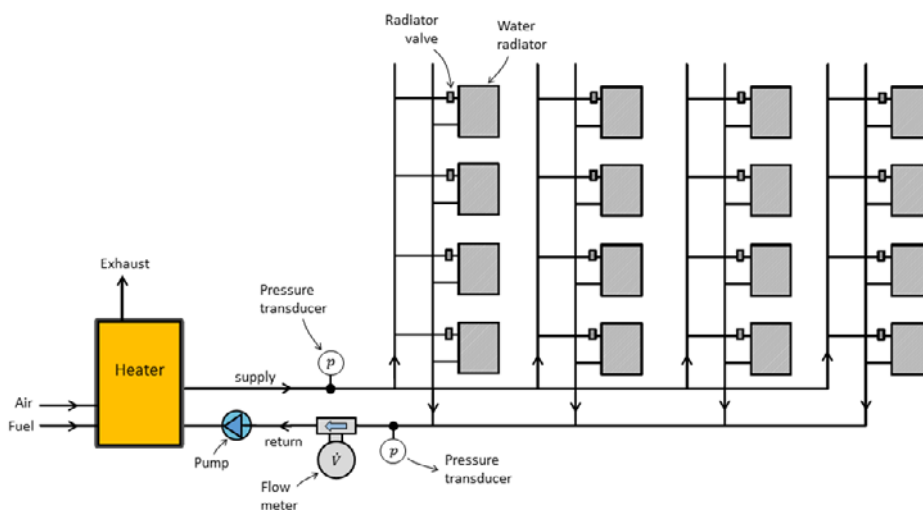 Radiator
valve
Water
radiator
Exhaust
Pressure
transducer
p
Heater
supply
Air
Fuel
return
Pump
V̇
Flow
meter
p
Pressure
transducer